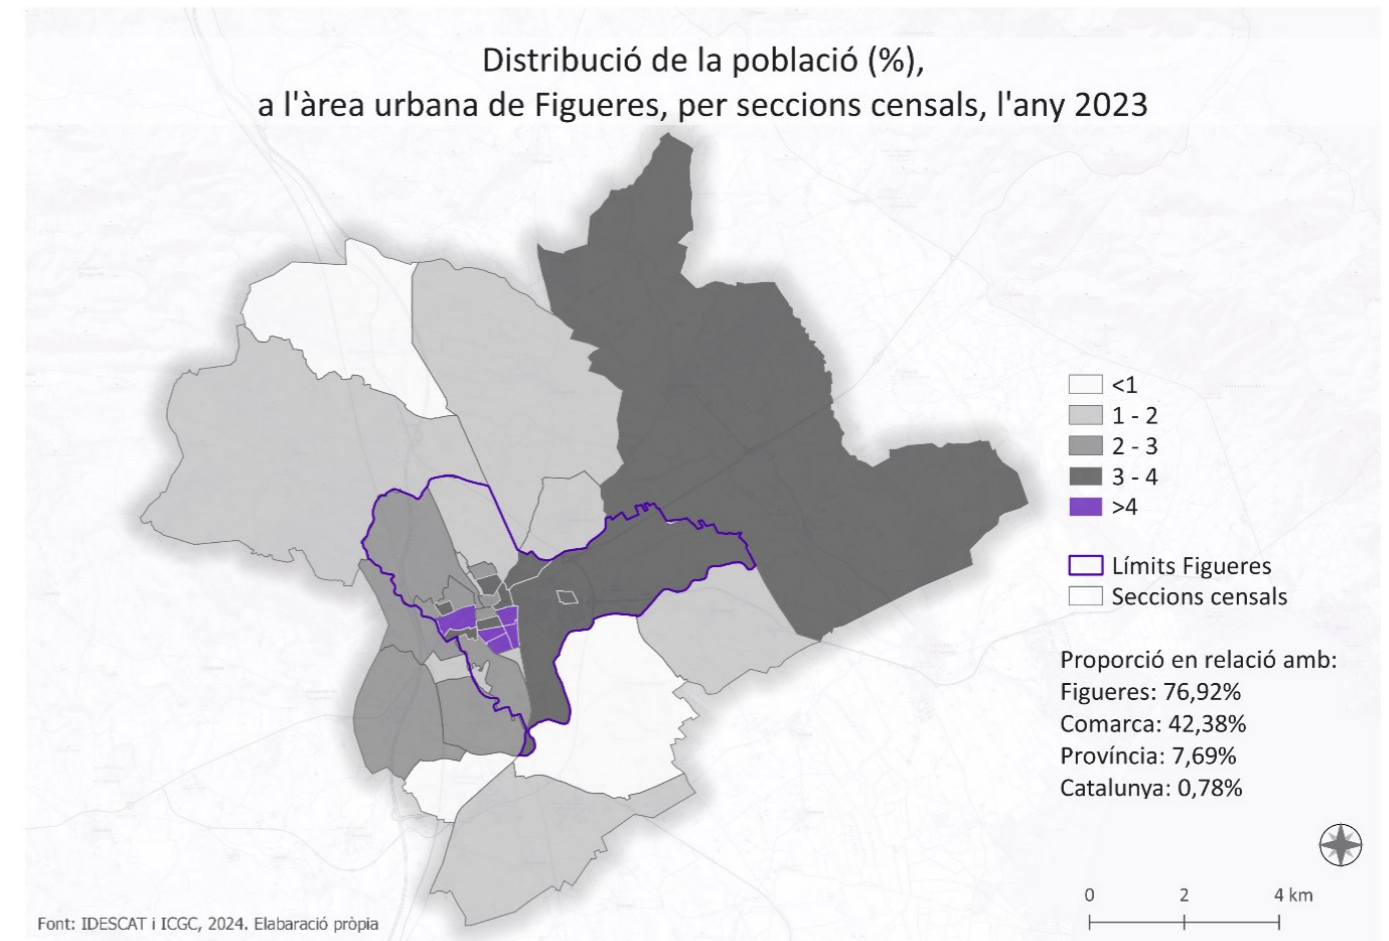 Distribució de la població (%),
a l'àrea urbana de Figueres, per seccions censals, l'any 2023
<1
1 - 2
2 - 3
3 - 4
>4
Límits Figueres
Seccions censals
Proporció en relació amb:
Figueres: 76,92%
Comarca: 42,38%
Província: 7,69%
Catalunya: 0,78%
0 2 4 km
Font: IDESCAT i ICGC, 2024. Elabaració pròpia